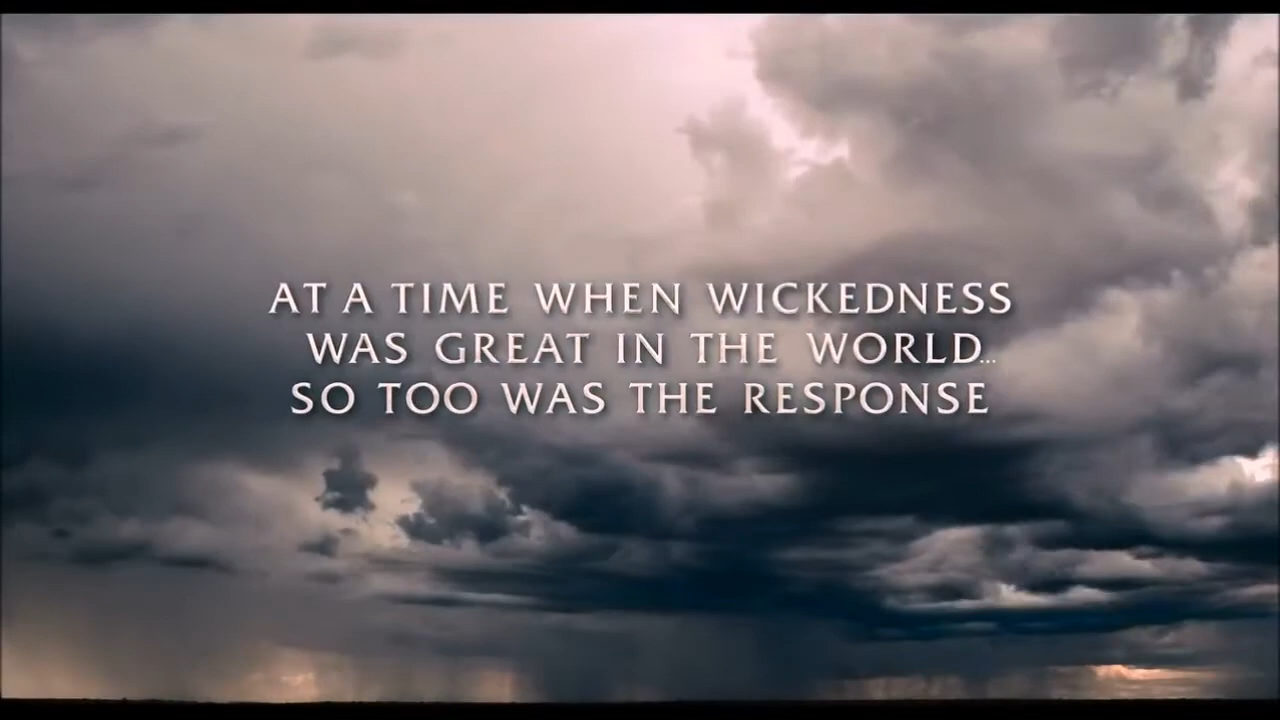 AT A TIME WHEN WICKEDNESS
WAS GREAT IN THE WORLD...
SO TOO WAS THE RESPONSE